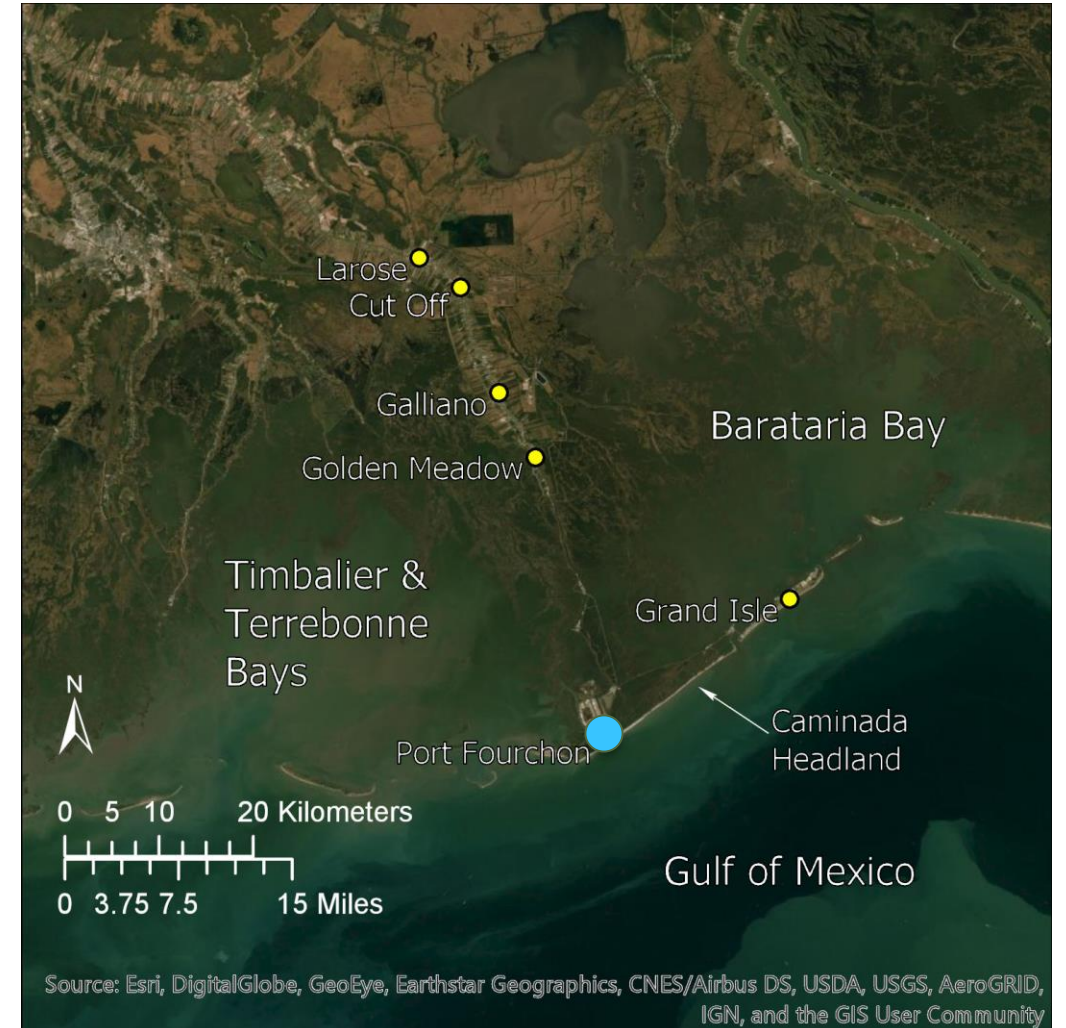 Larose
Cut Off
Galliano
Barataria Bay
Golden Meadow
Timbalier &
Terrebonne
Bays
Grand Isle
N
Caminada
Headland
Port Fourchon
0 5 10 20 Kilometers
0 3.75 7.5 15 Miles
Gulf of Mexico
Source: Esri, DigitalGlobe, GeoEye, Earthstar Geographics, CNES/Airbus DS, USDA, USGS, AeroGRID,
IGN, and the GIS User Community